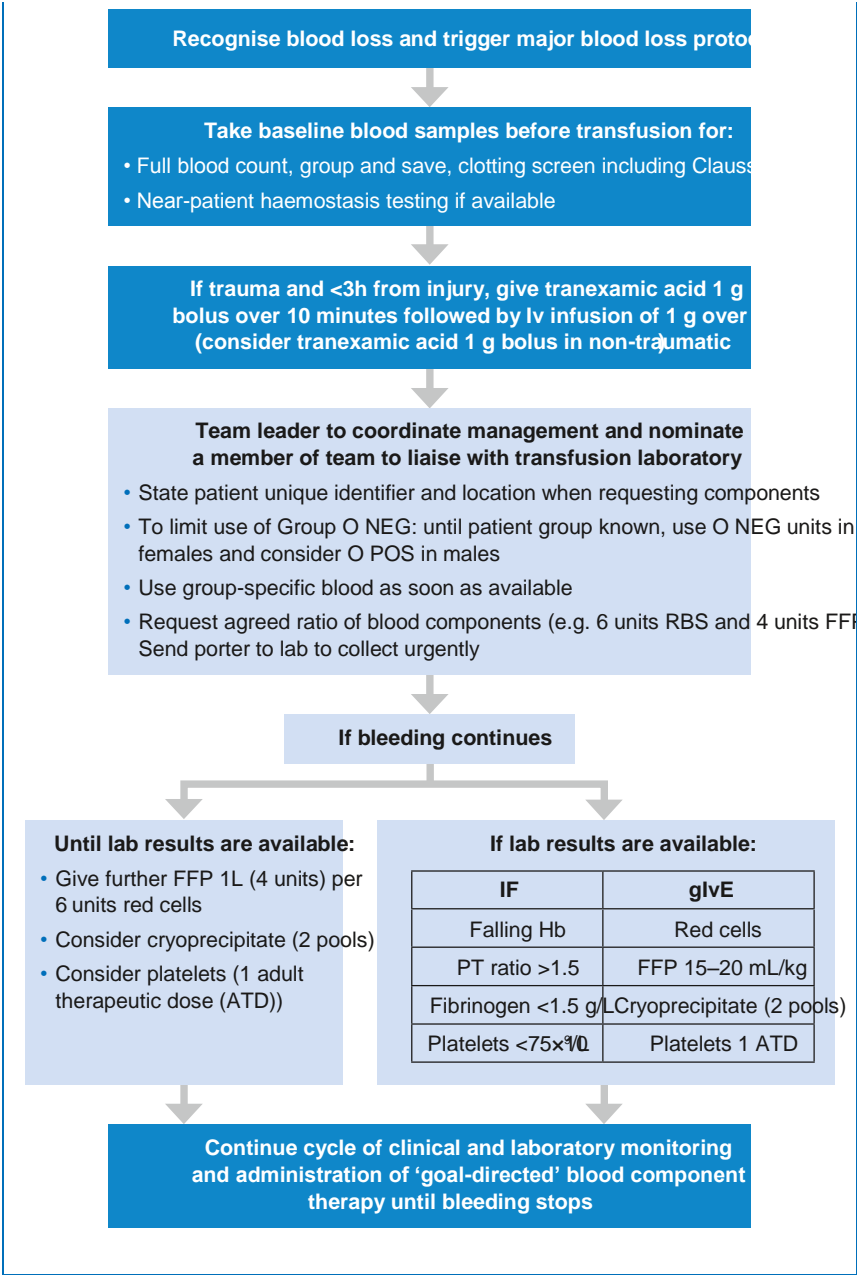 Recognise blood loss and trigger major blood loss
Take baseline blood samples before transfusion for:
• Full blood count, group and save, clotting screen including
• Near-patient haemostasis testing if available
If trauma and <3h from injury, give tranexamic acid 1 g
bolus over 10 minutes followed by Iv infusion of 1 g over
(consider tranexamic acid 1 g bolus in non-traumatic)
Team leader to coordinate management and nominate
a member of team to liaise with transfusion laboratory
• State patient unique identifier and location when requesting components
• To limit use of Group O NEG: until patient group known, use O NEG units in
females and consider O POS in males
• Use group-specific blood as soon as available
• Request agreed ratio of blood components (e.g. 6 units RBS and 4 units
Send porter to lab to collect urgently
If bleeding continues
Until lab results are available:
• Give further FFP 1L (4 units) per
6 units red cells
• Consider cryoprecipitate (2 pools)
• Consider platelets (1 adult
therapeutic dose (ATD))
If lab results are available:
IF gIvE
Falling Hb Red cells
PT ratio >1.5 FFP 15–20 mL/kg
Fibrinogen <1.5 g/L Cryoprecipitate (2 pools)
Platelets <75× Platelets 1 ATD
Continue cycle of clinical and laboratory monitoring
and administration of ‘goal-directed’ blood component
therapy until bleeding stops